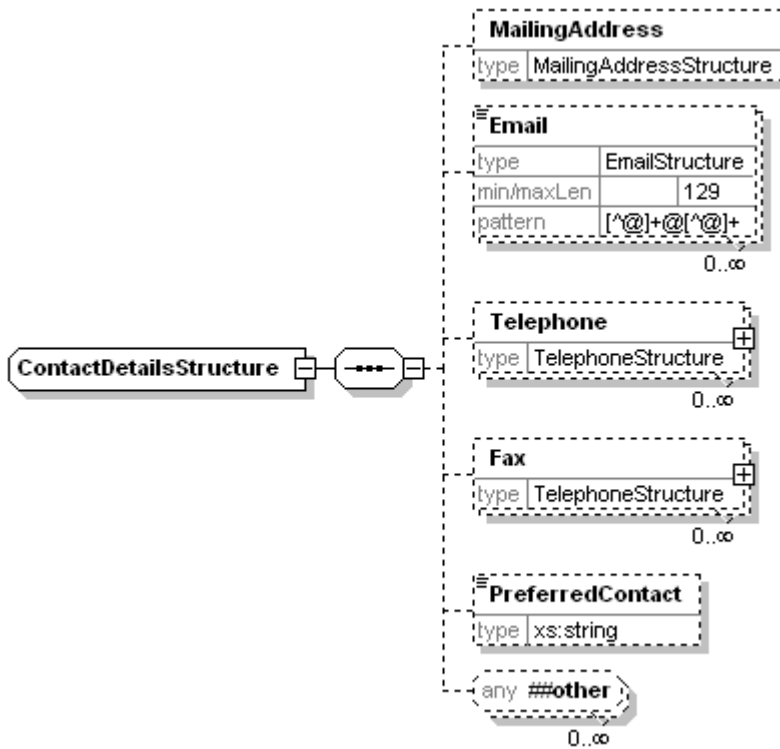 MailingAddress
type MailingAddressStructure
Email
type EmailStructure
min/maxLen 129
pattern [^@]+@[^@]+
0..∞
Telephone
type TelephoneStructure
0..∞
ContactDetailsStructure
Fax
type TelephoneStructure
0..∞
PreferredContact
type xs:string
any ##other
0..∞